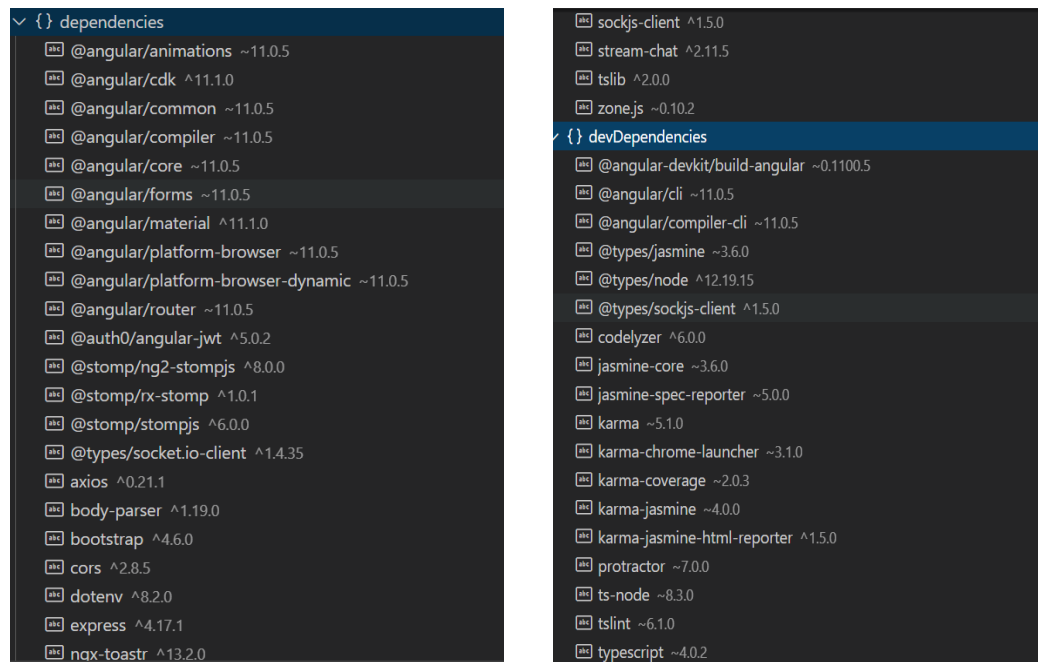 {} dependencies
@angular/animations ~11.0.5
@angular/cdk ^11.1.0
@angular/common ~11.0.5
@angular/compiler ~11.0.5
@angular/core ~11.0.5
@angular/forms ~11.0.5
@angular/material ^11.1.0
@angular/platform-browser ~11.0.5
@angular/platform-browser-dynamic ~11.0.5
@angular/router ~11.0.5
@auth0/angular-jwt ^5.0.2
@stomp/ng2-stompjs ^8.0.0
@stomp/rx-stomp ^1.0.1
@stomp/stompjs ^6.0.0
@types/socket.io-client ^1.4.35
axios ^0.21.1
body-parser ^1.19.0
bootstrap ^4.6.0
cors ^2.8.5
dotenv ^8.2.0
express ^4.17.1
ngx-toastr ^13.2.0
sockjs-client ^1.5.0
stream-chat ^2.11.5
tslib ^2.0.0
zone.js ~0.10.2
{} devDependencies
@angular-devkit/build-angular ~0.1100.5
@angular/cli ~11.0.5
@angular/compiler-cli ~11.0.5
@types/jasmine ~3.6.0
@types/node ^12.19.15
@types/sockjs-client ^1.5.0
codelyzer ^6.0.0
jasmine-core ~3.6.0
jasmine-spec-reporter ~5.0.0
karma ~5.1.0
karma-chrome-launcher ~3.1.0
karma-coverage ~2.0.3
karma-jasmine ~4.0.0
karma-jasmine-html-reporter ^1.5.0
protractor ~7.0.0
ts-node ~8.3.0
tslint ~6.1.0
typescript ~4.0.2